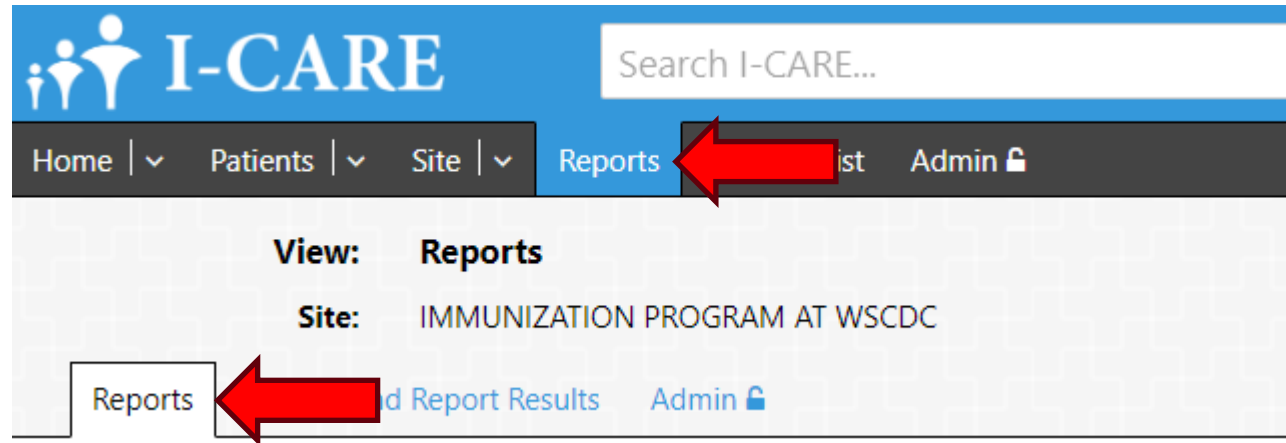 I-CARE
Search I-CARE...
Home Patients Site Reports ist Admin
View: Reports
Site: IMMUNIZATION PROGRAM AT WSCDC
Reports d Report Results Admin